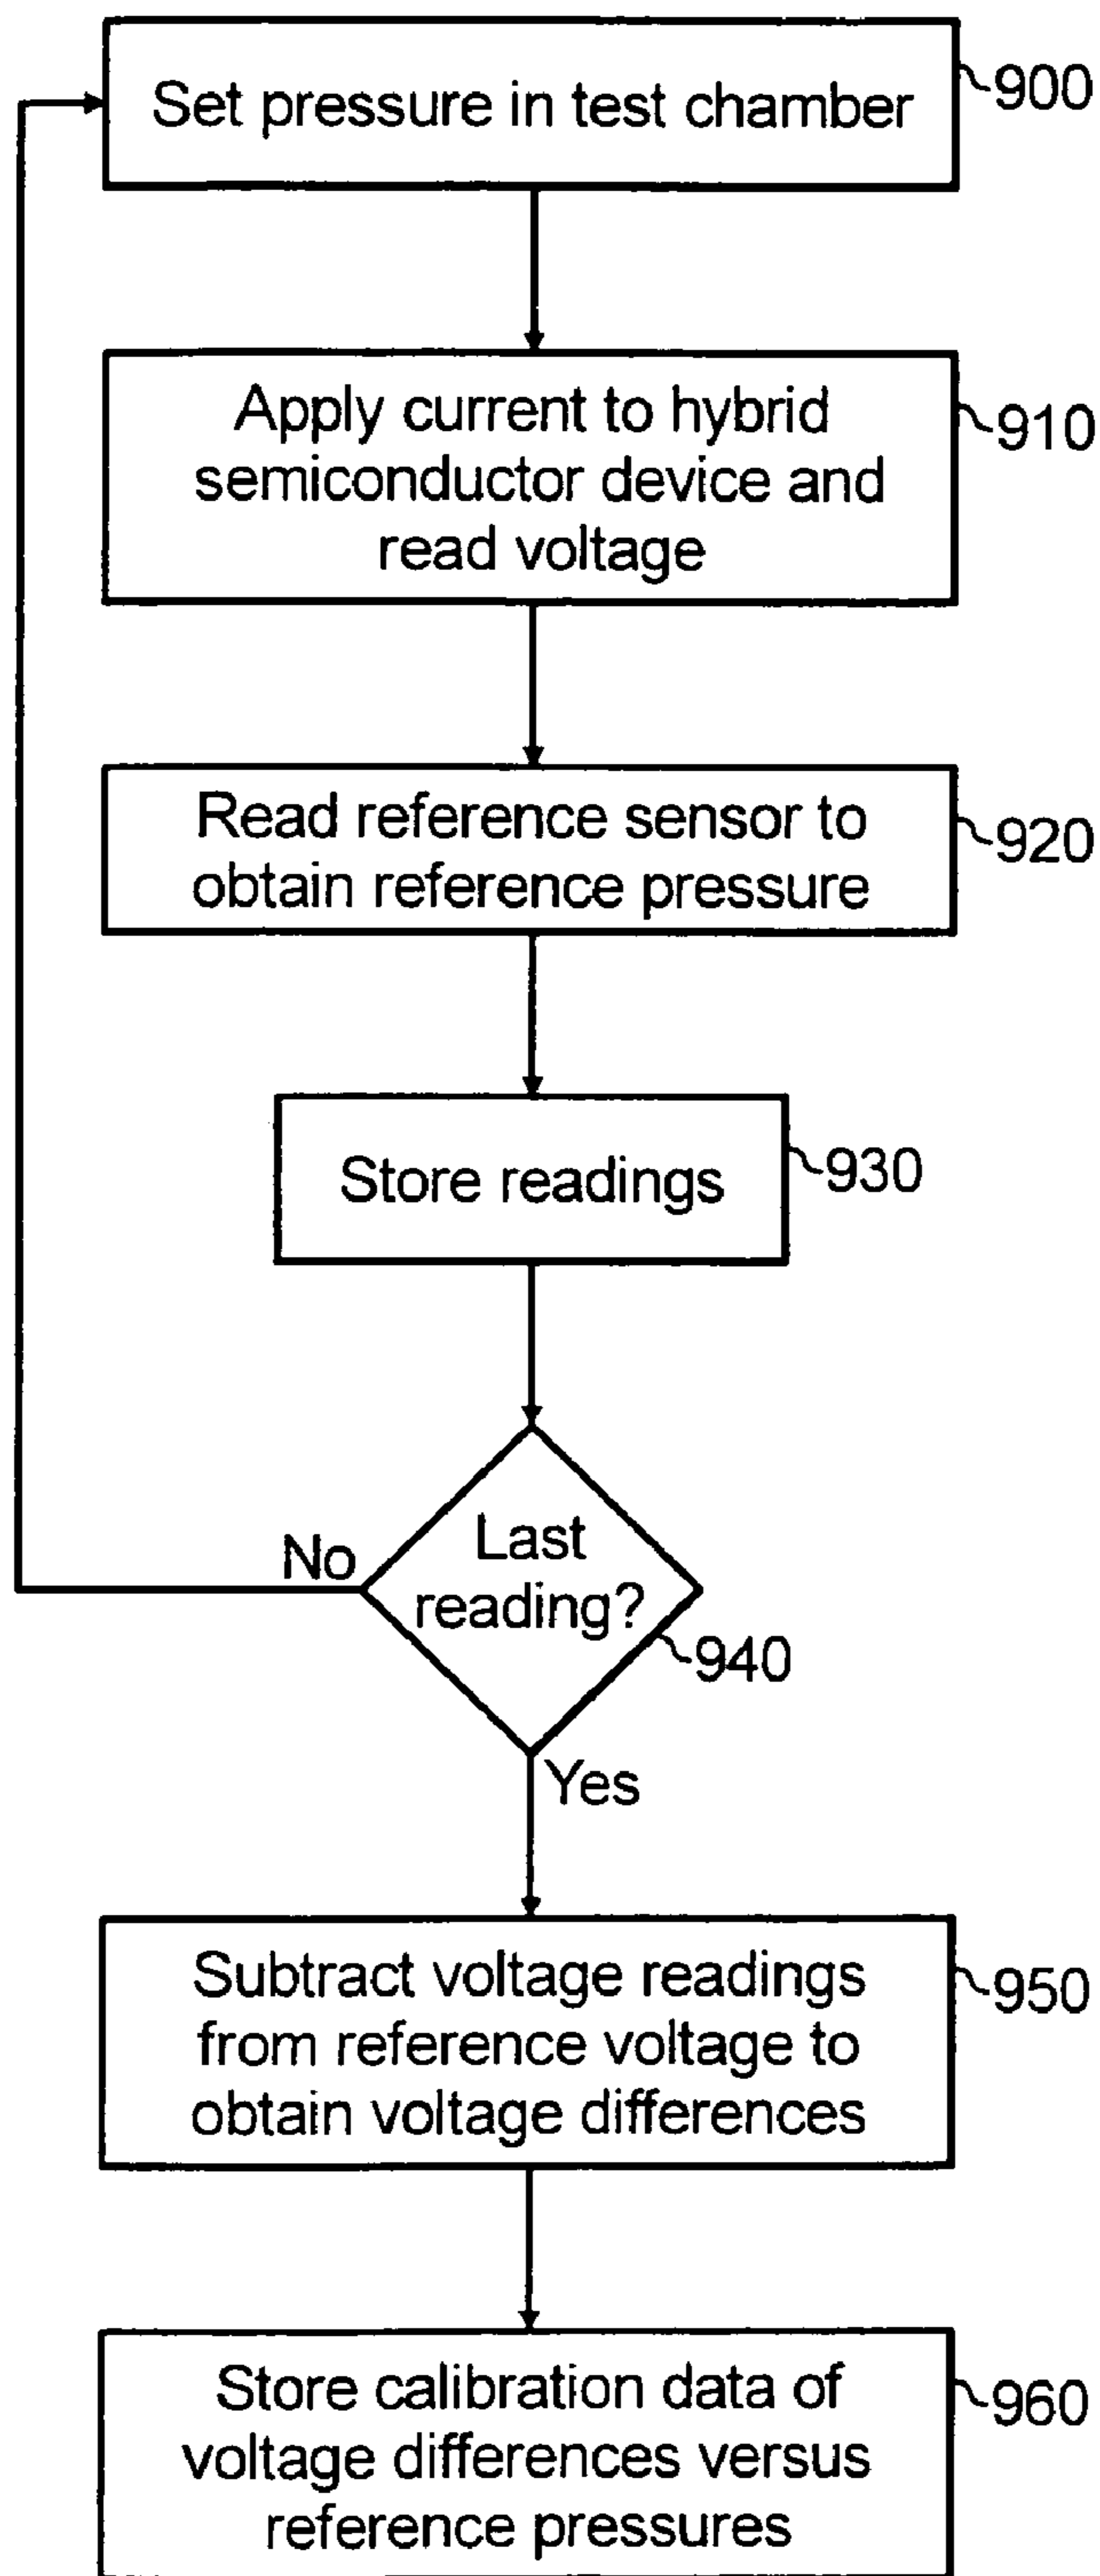 Set pressure in test chamber
900
Apply current to hybrid
semiconductor device and
read voltage
910
Read reference sensor to
obtain reference pressure
920
Store readings
930
Last
reading?
No
940
Yes
Subtract voltage readings
from reference voltage to
obtain voltage differences
950
Store calibration data of
voltage differences versus
reference pressures
960